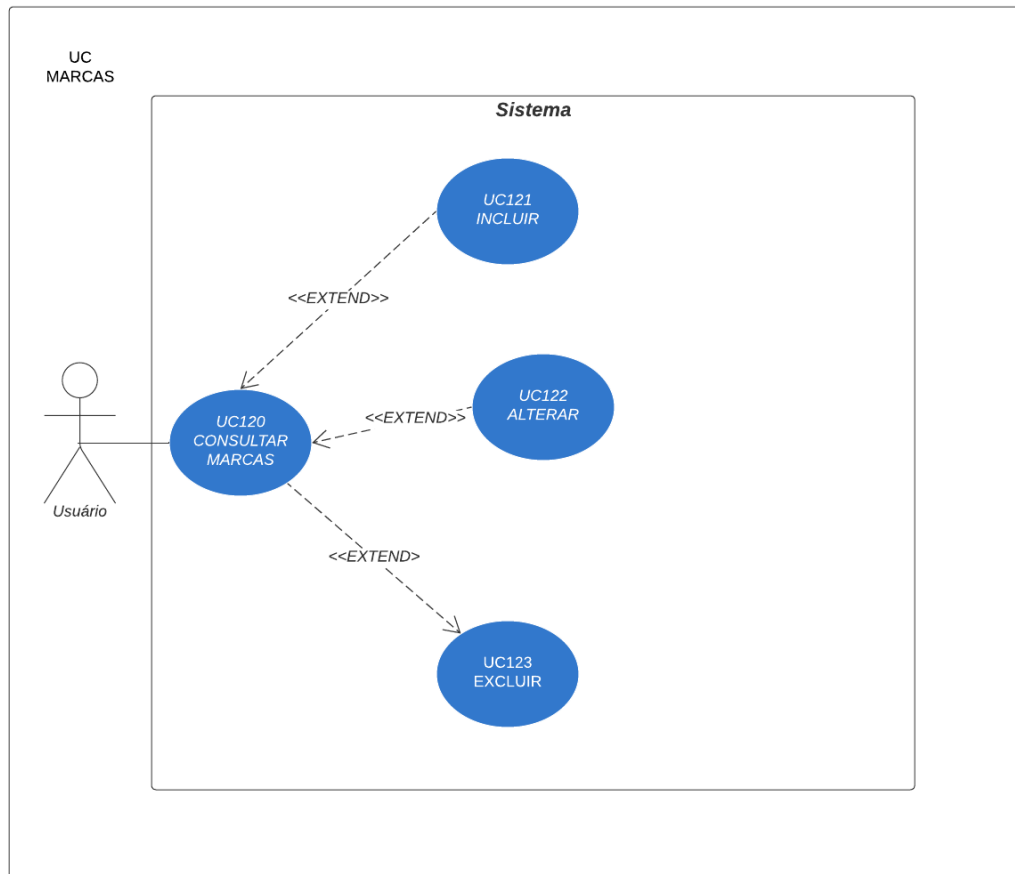 UC
MARCAS
Sistema
UC121
INCLUIR
<<EXTEND>>
UC122
ALTERAR
<<EXTEND>>
UC120
CONSULTAR
MARCAS
Usuário
<<EXTEND>
UC123
EXCLUIR